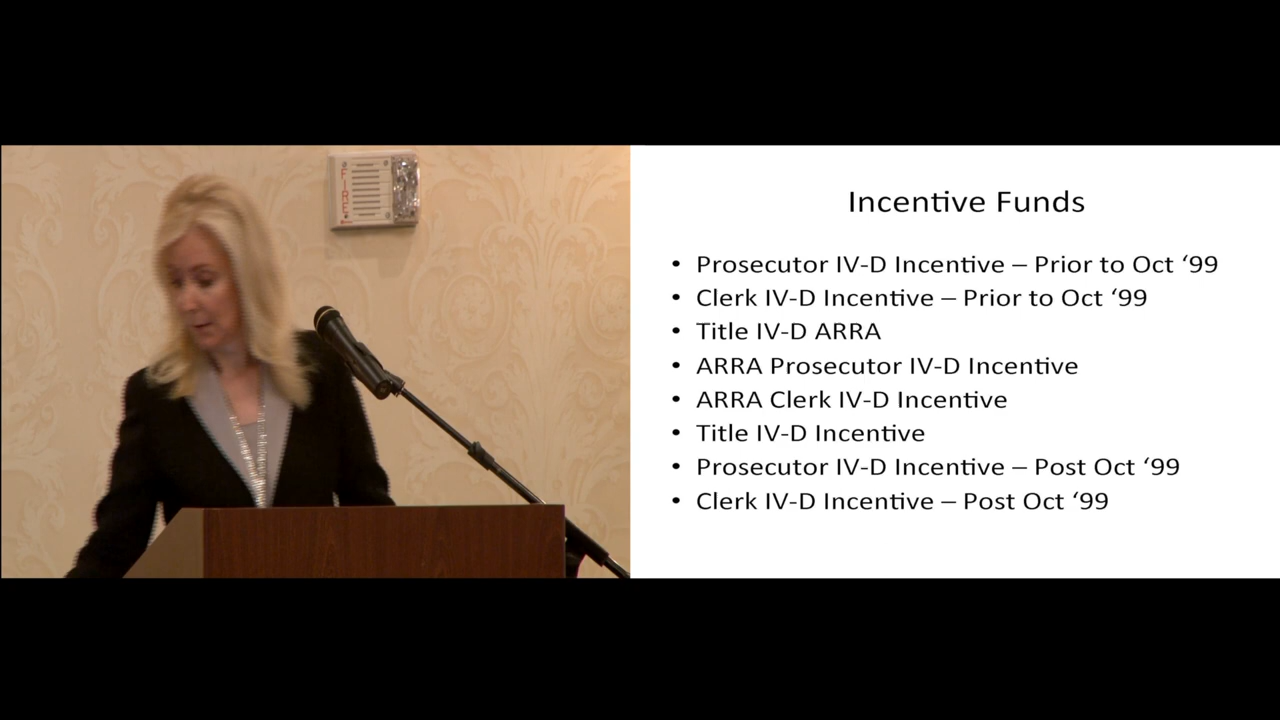 FIRE
Incentive Funds
• Prosecutor IV-D Incentive – Prior to Oct ‘99
• Clerk IV-D Incentive – Prior to Oct ‘99
• Title IV-D ARRA
• ARRA Prosecutor IV-D Incentive
• ARRA Clerk IV-D Incentive
• Title IV-D Incentive
• Prosecutor IV-D Incentive – Post Oct ‘99
• Clerk IV-D Incentive – Post Oct ‘99